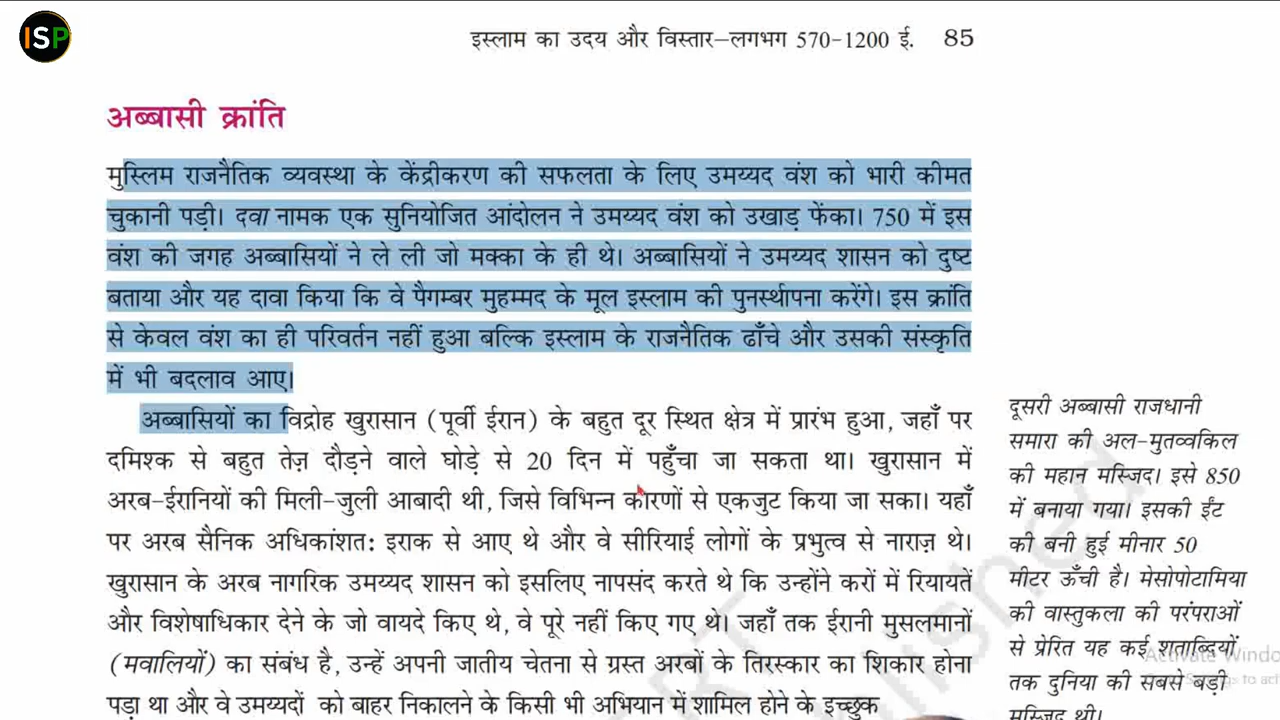 ISP
इस्लाम का उदय और विस्तार–लगभग 570-1200 ई. 85
अब्बासी क्रांति
मुस्लिम राजनैतिक व्यवस्था के केंद्रीकरण की सफलता के लिए उमय्यद वंश को भारी कीमत
चुकानी पड़ी। दवा नामक एक सुनियोजित आंदोलन ने उमय्यद वंश को उखाड़ फेंका। 750 में इस
वंश की जगह अब्बासियों ने ले ली जो मक्का के ही थे। अब्बासियों ने उमय्यद शासन को दुष्ट
बताया और यह दावा किया कि वे पैगम्बर मुहम्मद के मूल इस्लाम की पुनर्स्थापना करेंगे। इस क्रांति
से केवल वंश का ही परिवर्तन नहीं हुआ बल्कि इस्लाम के राजनैतिक ढाँचे और उसकी संस्कृति
में भी बदलाव आए।
अब्बासियों का विद्रोह खुरासान (पूर्वी ईरान) के बहुत दूर स्थित क्षेत्र में प्रारंभ हुआ, जहाँ पर
दमिश्क से बहुत तेज़ दौड़ने वाले घोड़े से 20 दिन में पहुँचा जा सकता था। खुरासान में
अरब-ईरानियों की मिली-जुली आबादी थी, जिसे विभिन्न कारणों से एकजुट किया जा सका। यहाँ
पर अरब सैनिक अधिकांशत: इराक से आए थे और वे सीरियाई लोगों के प्रभुत्व से नाराज़ थे।
खुरासान के अरब नागरिक उमय्यद शासन को इसलिए नापसंद करते थे कि उन्होंने करों में रियायतें
और विशेषाधिकार देने के जो वायदे किए थे, वे पूरे नहीं किए गए थे। जहाँ तक ईरानी मुसलमानों
(मवालियों) का संबंध है, उन्हें अपनी जातीय चेतना से ग्रस्त अरबों के तिरस्कार का शिकार होना
पड़ा था और वे उमय्यदों को बाहर निकालने के किसी भी अभियान में शामिल होने के इच्छुक
दूसरी अब्बासी राजधानी
समारा की अल-मुतव्वकिल
की महान मस्जिद। इसे 850
में बनाया गया। इसकी ईंट
की बनी हुई मीनार 50
मीटर ऊँची है। मेसोपोटामिया
की वास्तुकला की परंपराओं
से प्रेरित यह कई शताब्दियों
तक दुनिया की सबसे बड़ी
मस्जिद थी।
Activate Windo